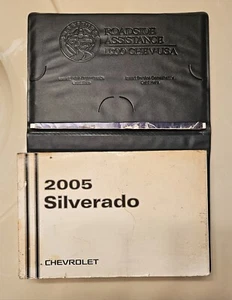 ROADSIDE
ASSISTANCE
1-800-CHEV-USA
2005
Silverado
CHEVROLET